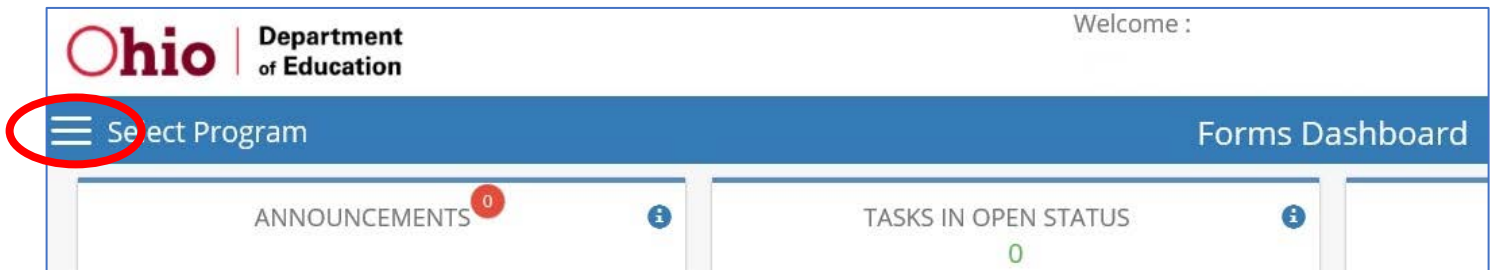 Ohio Department
of Education
Welcome :
Select Program
Forms Dashboard
ANNOUNCEMENTS 0
TASKS IN OPEN STATUS
0